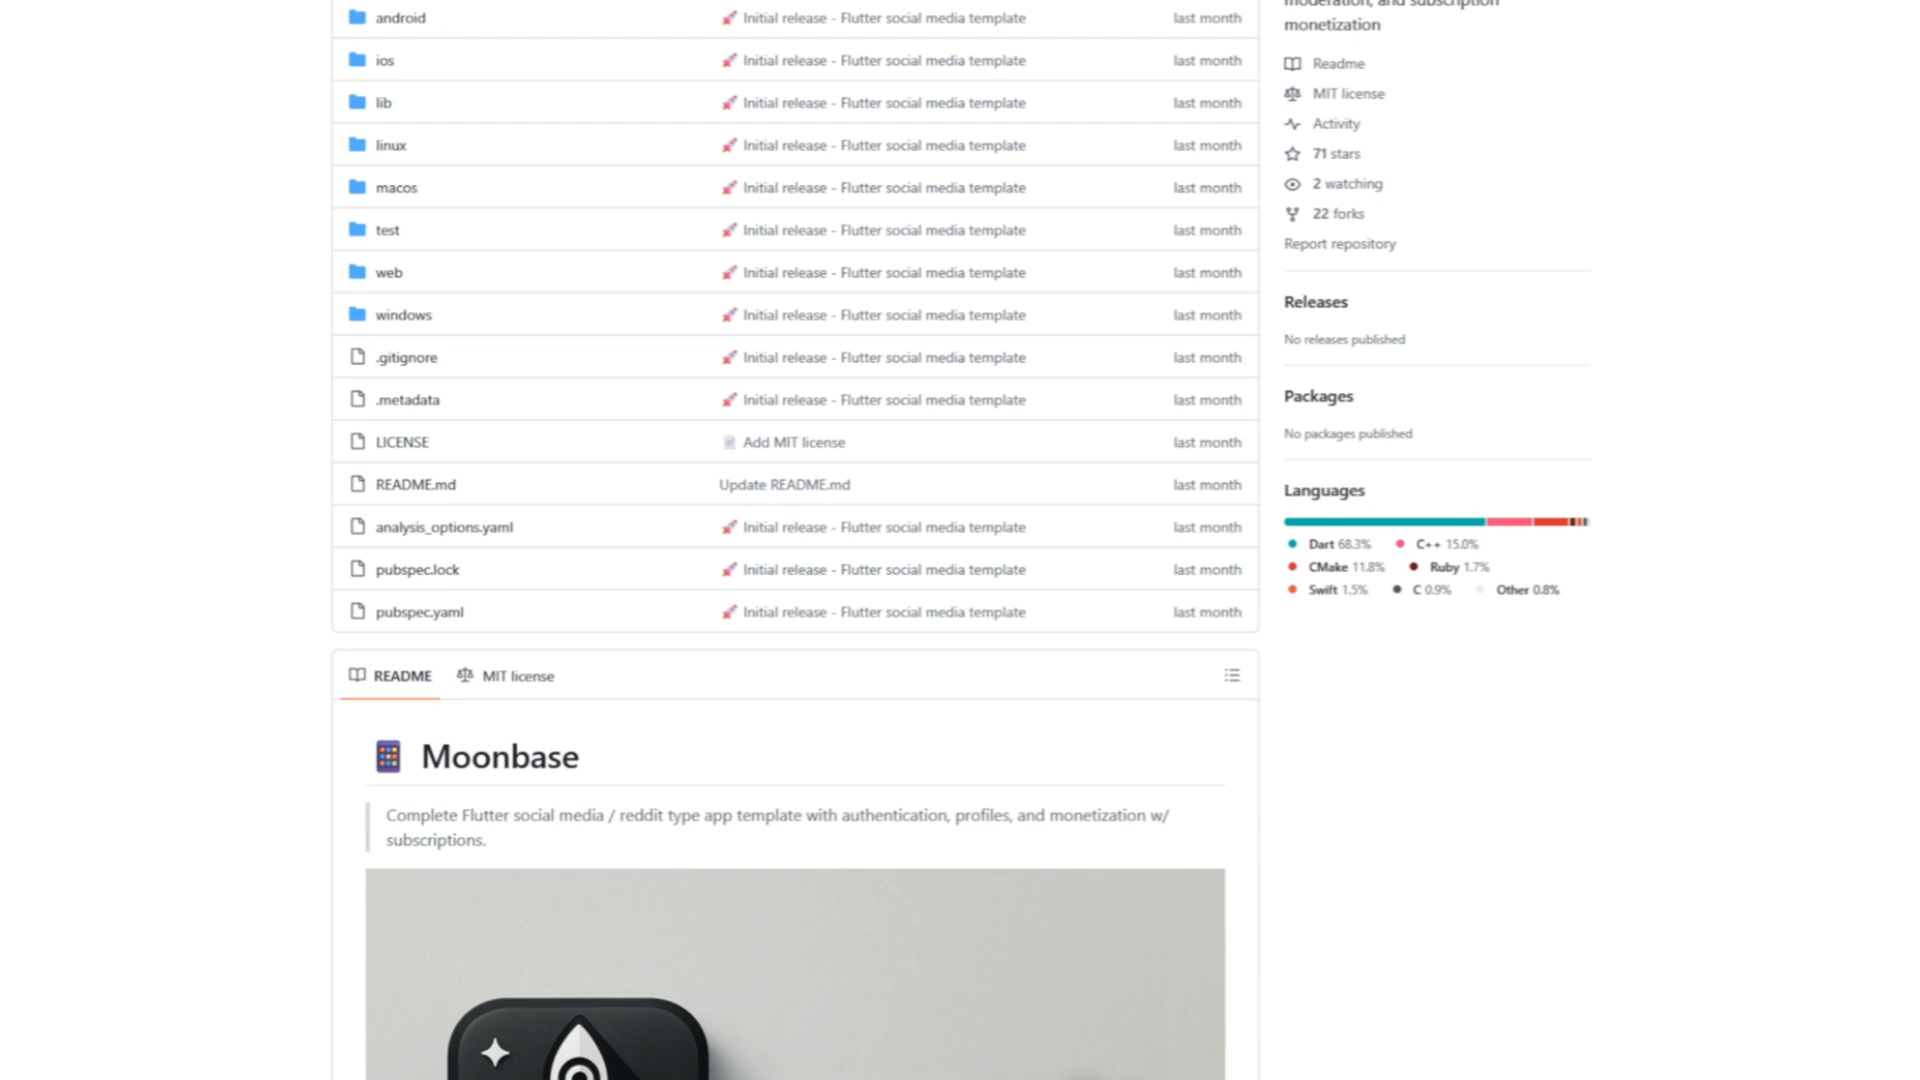 android Initial release - Flutter social media template last month
ios Initial release - Flutter social media template last month
lib Initial release - Flutter social media template last month
linux Initial release - Flutter social media template last month
macos Initial release - Flutter social media template last month
test Initial release - Flutter social media template last month
web Initial release - Flutter social media template last month
windows Initial release - Flutter social media template last month
.gitignore Initial release - Flutter social media template last month
.metadata Initial release - Flutter social media template last month
LICENSE Add MIT license last month
README.md Update README.md last month
analysis_options.yaml Initial release - Flutter social media template last month
pubspec.lock Initial release - Flutter social media template last month
pubspec.yaml Initial release - Flutter social media template last month
README MIT license
Moonbase
Complete Flutter social media / reddit type app template with authentication, profiles, and monetization w/
subscriptions.
moderation, and subscription
monetization
Readme
MIT license
Activity
71 stars
2 watching
22 forks
Report repository
Releases
No releases published
Packages
No packages published
Languages
Dart 68.3% C++ 15.0%
CMake 11.8% Ruby 1.7%
Swift 1.5% C 0.9% Other 0.8%